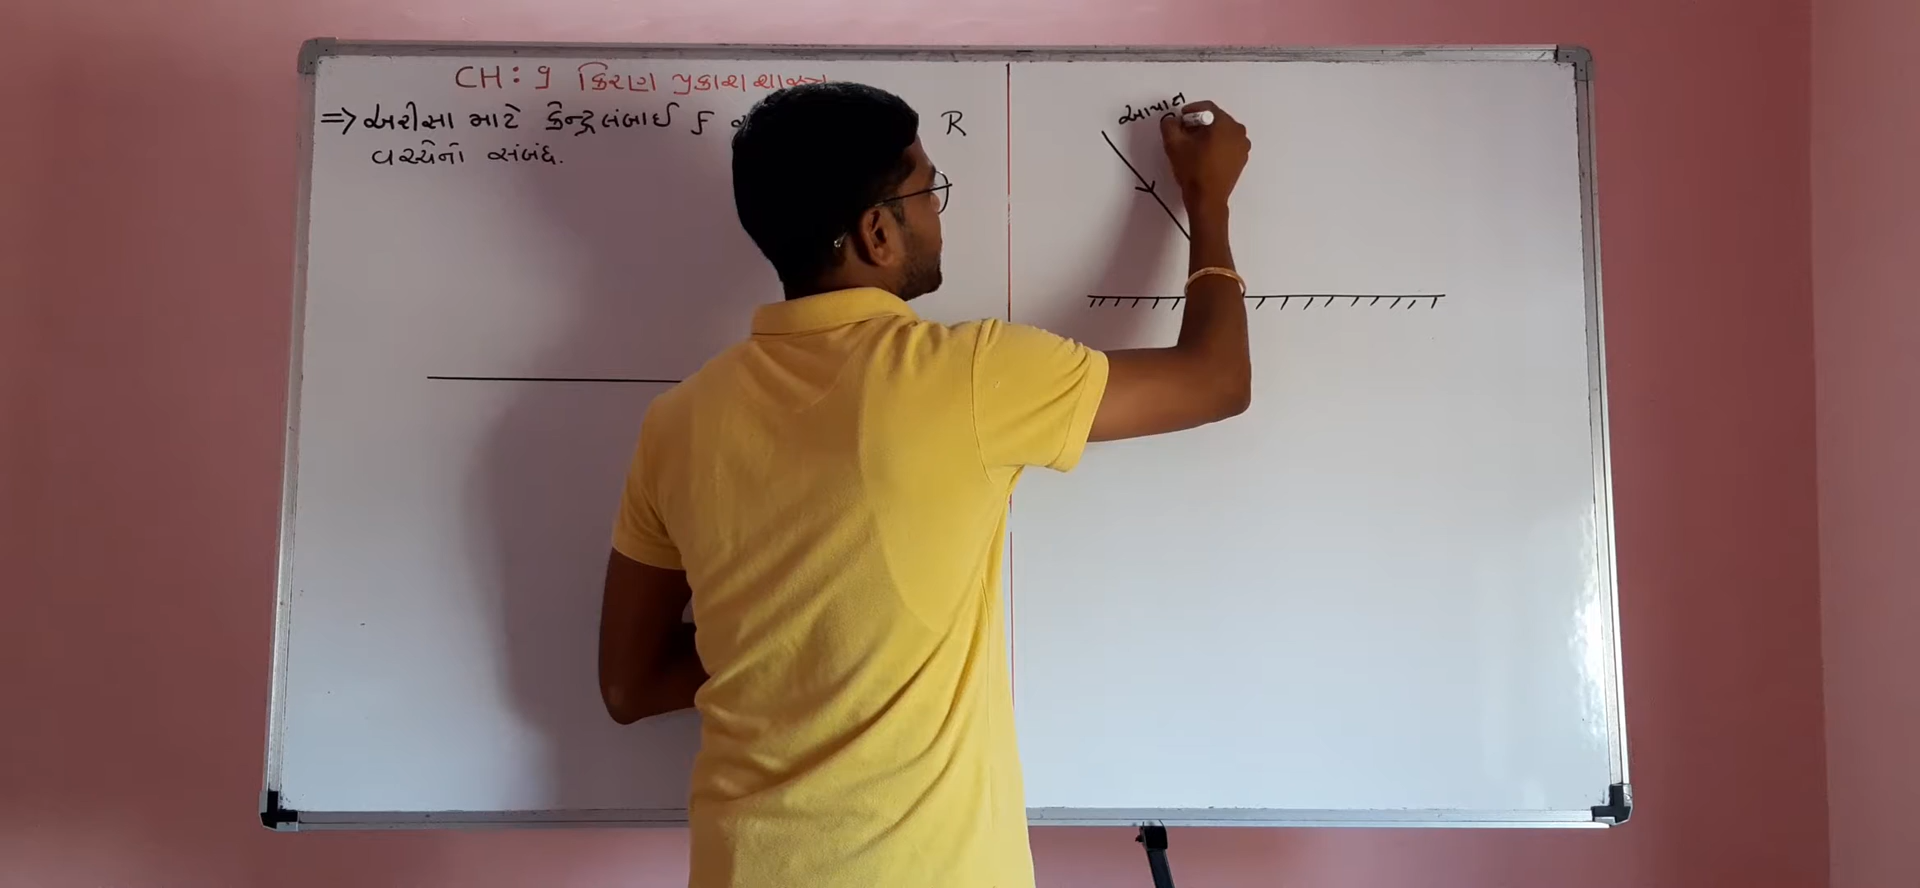 CH: 9 કિરણ પ્રકાશશાસ્ત્ર
=> અરીસા માટે કેન્દ્રલંબાઈ f R
વચ્ચેનો સંબંધ.
આપાત